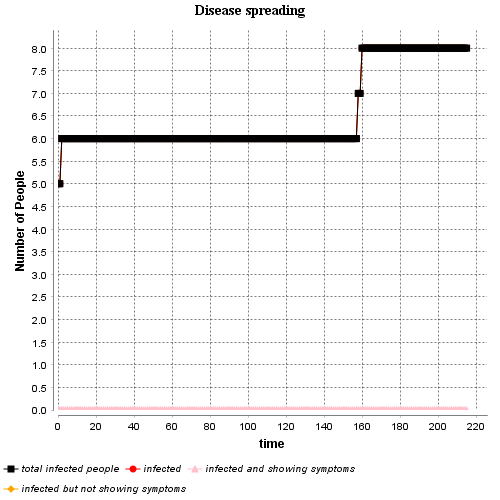 Disease spreading
8.0
7.5
7.0
6.5
6.0
5.5
5.0
4.5
4.0
3.5
3.0
2.5
2.0
1.5
1.0
0.5
0.0
Number of People
0 20 40 60 80 100 120 140 160 180 200 220
time
total infected people infected infected and showing symptoms
infected but not showing symptoms